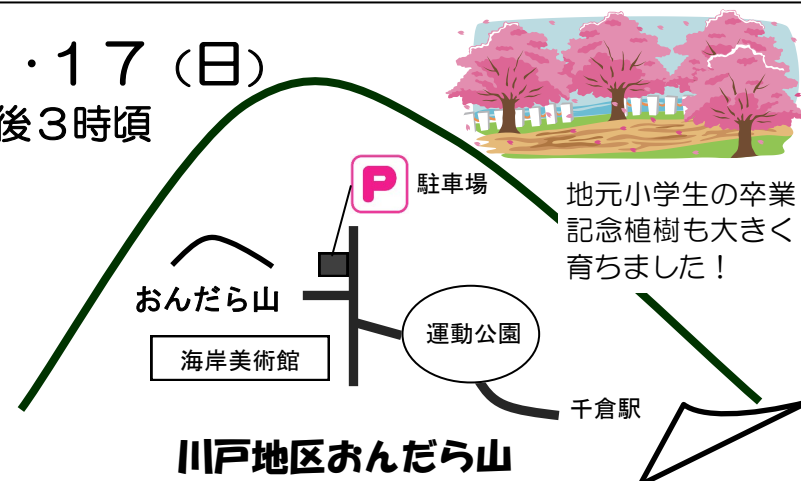 ・１７（日）
後３時頃
P
駐車場
地元小学生の卒業
記念植樹も大きく
育ちました！
おんだら山
運動公園
海岸美術館
千倉駅
川戸地区おんだら山